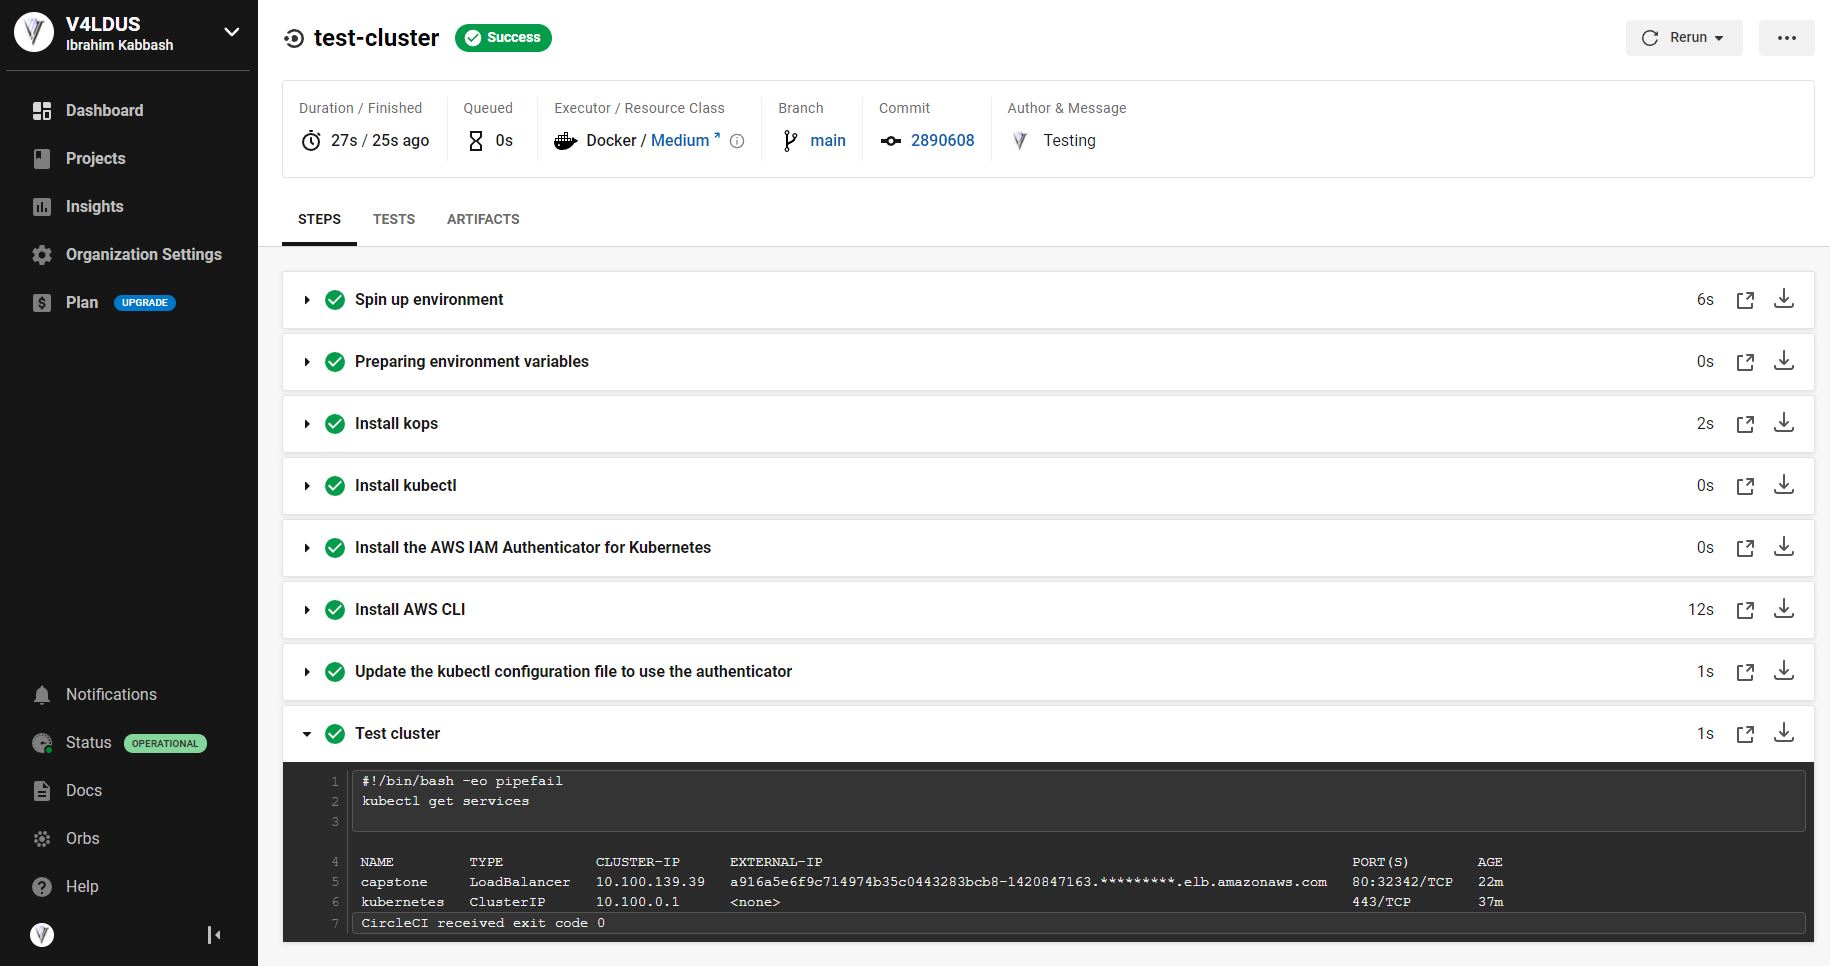 V4LDUS
Ibrahim Kabbash
Dashboard
Projects
Insights
Organization Settings
Plan UPGRADE
Notifications
Status OPERATIONAL
Docs
Orbs
Help
test-cluster Success
Rerun
Duration / Finished Queued Executor / Resource Class Branch Commit Author & Message
27s / 25s ago 0s Docker / Medium main 2890608 Testing
STEPS TESTS ARTIFACTS
Spin up environment 6s
Preparing environment variables 0s
Install kops 2s
Install kubectl 0s
Install the AWS IAM Authenticator for Kubernetes 0s
Install AWS CLI 12s
Update the kubectl configuration file to use the authenticator 1s
Test cluster 1s
1 #!/bin/bash -eo pipefail
2 kubectl get services
3
4 NAME TYPE CLUSTER-IP EXTERNAL-IP PORT(S) AGE
5 capstone LoadBalancer 10.100.139.39 a916a5e6f9c714974b35c0443283bcb8-1420847163.*********.elb.amazonaws.com 80:32342/TCP 22m
6 kubernetes ClusterIP 10.100.0.1 <none> 443/TCP 37m
7 CircleCI received exit code 0